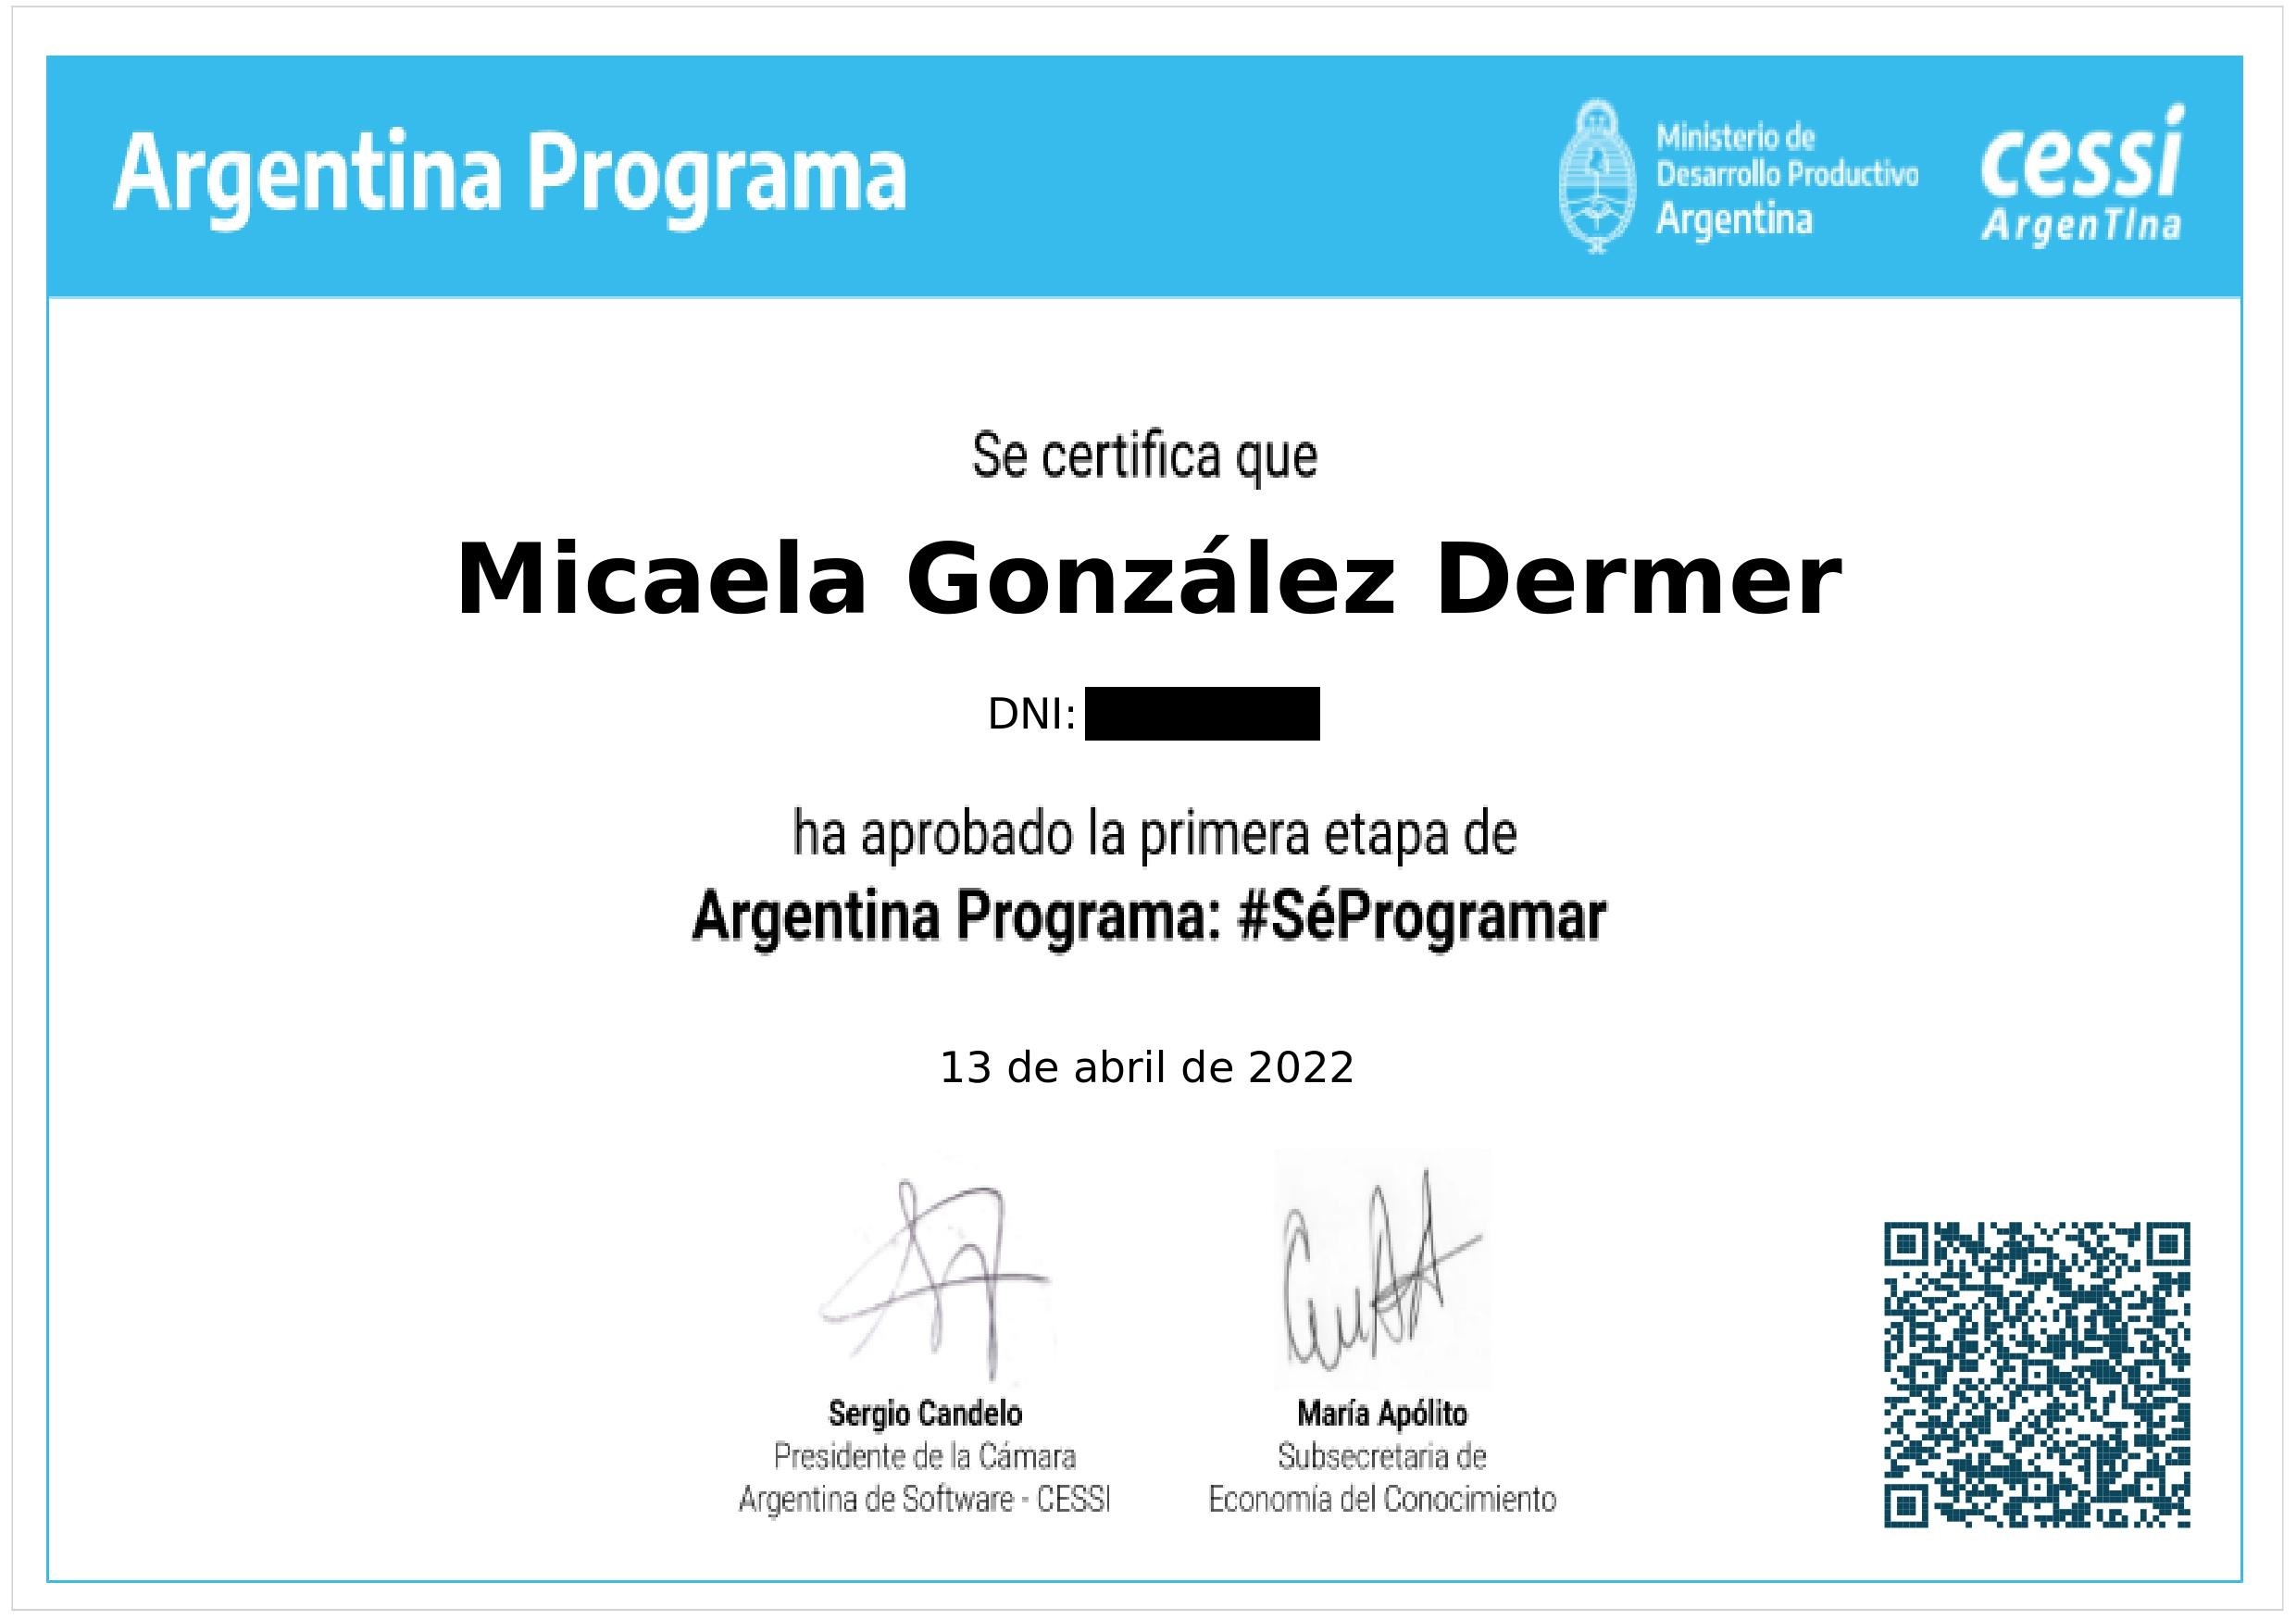 Argentina Programa
Ministerio de
Desarrollo Productivo
Argentina
cessi
ArgenTIna
Se certifica que
Micaela González Dermer
DNI:
ha aprobado la primera etapa de
Argentina Programa: #SéProgramar
13 de abril de 2022
Sergio Candelo
Presidente de la Cámara
Argentina de Software - CESSI
María Apólito
Subsecretaria de
Economía del Conocimiento